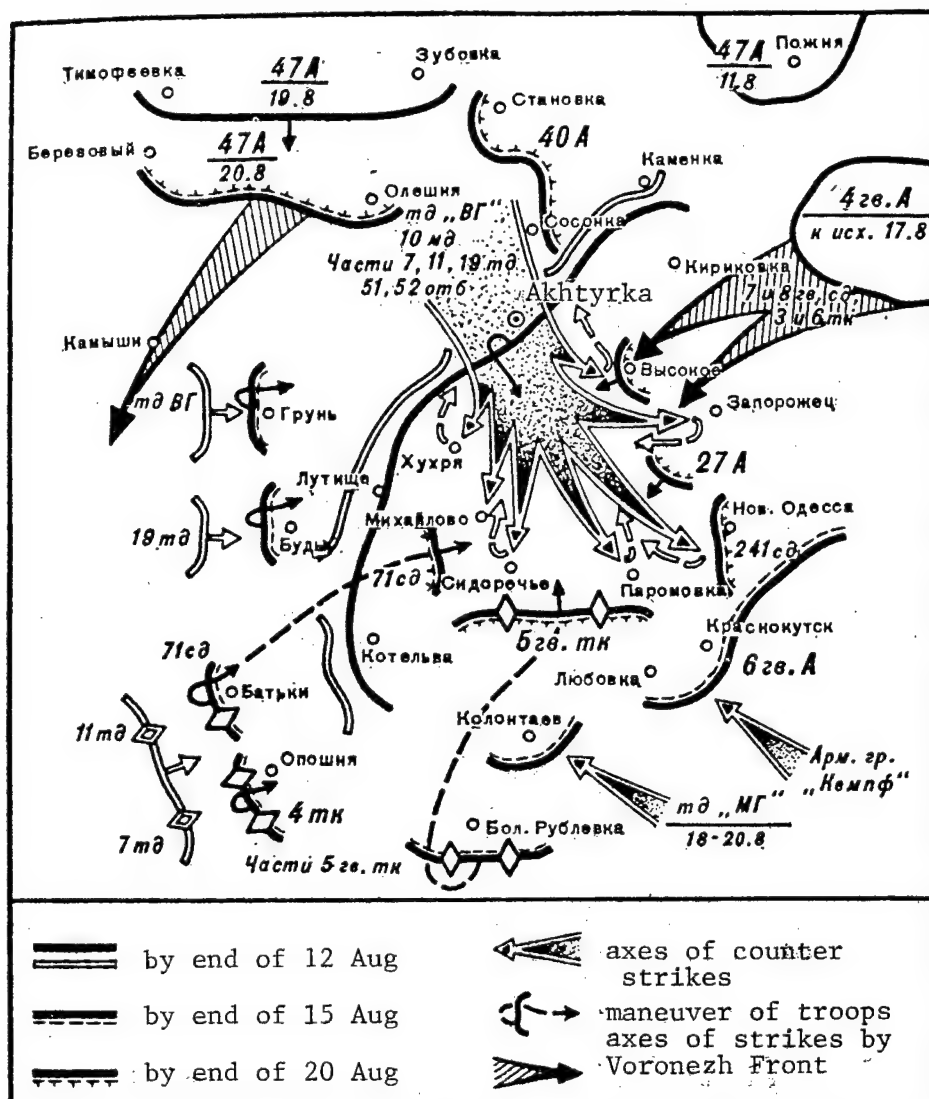 Пожня
47А
11.8
Тимофеевка
47А
19.8
Зубовка
Становка
40А
Березовый
47А
20.8
Каменка
Олешня
тд „ВГ“
10 мд
Части 7, 11, 19 тд
51, 52 отб
Сосонка
4 гв. А
к исх. 17.8
Кириковка
7 и 8 гв. сд,
3 и 6 тк
Akhtyrka
Камыши
Высокое
тд ВГ
Грунь
Запорожец
Хухря
27 А
Лутище
Михайлово
Нов. Одесса
19 тд
Буды
241 сд
71 сд
Сидоречье
Паромовка
5 гв. тк
Краснокутск
Котельва
Любовка
6 гв. А
71 сд
Батьки
Колонтаев
11 тд
Опошня
Арм. гр.
„Кемпф“
4 тк
тд „МГ“
18-20.8
7 тд
Бол. Рублевка
Части 5 гв. тк
by end of 12 Aug
by end of 15 Aug
by end of 20 Aug
axes of counter
strikes
maneuver of troops
axes of strikes by
Voronezh Front